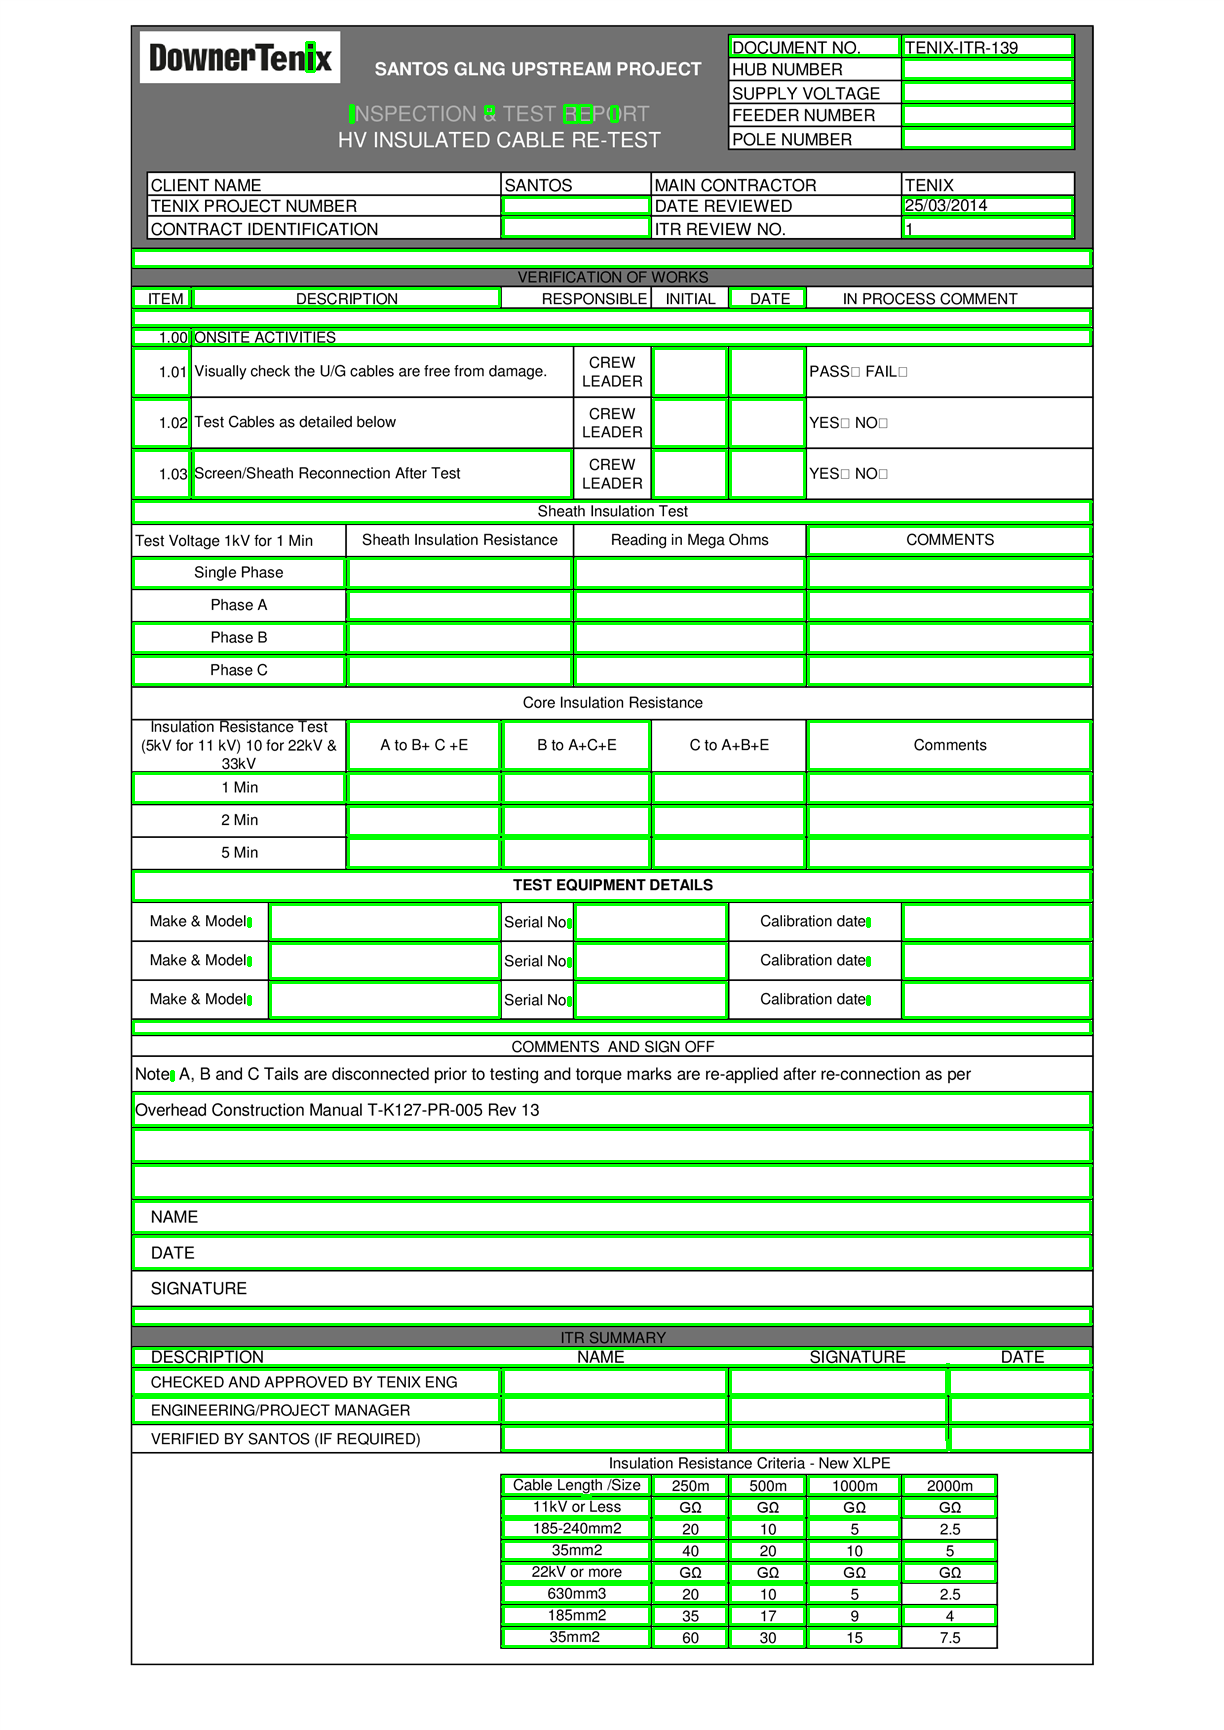 DownerTenix
SANTOS GLNG UPSTREAM PROJECT
INSPECTION & TEST REPORT
HV INSULATED CABLE RE-TEST
DOCUMENT NO. TENIX-ITR-139
HUB NUMBER
SUPPLY VOLTAGE
FEEDER NUMBER
POLE NUMBER
CLIENT NAME SANTOS MAIN CONTRACTOR TENIX
TENIX PROJECT NUMBER DATE REVIEWED 25/03/2014
CONTRACT IDENTIFICATION ITR REVIEW NO. 1
VERIFICATION OF WORKS
ITEM DESCRIPTION RESPONSIBLE INITIAL DATE IN PROCESS COMMENT
1.00 ONSITE ACTIVITIES
1.01 Visually check the U/G cables are free from damage. CREW LEADER PASS□ FAIL□
1.02 Test Cables as detailed below CREW LEADER YES□ NO□
1.03 Screen/Sheath Reconnection After Test CREW LEADER YES□ NO□
Sheath Insulation Test
Test Voltage 1kV for 1 Min Sheath Insulation Resistance Reading in Mega Ohms COMMENTS
Single Phase
Phase A
Phase B
Phase C
Core Insulation Resistance
Insulation Resistance Test
(5kV for 11 kV) 10 for 22kV &
33kV
A to B+ C +E B to A+C+E C to A+B+E Comments
1 Min
2 Min
5 Min
TEST EQUIPMENT DETAILS
Make & Model: Serial No: Calibration date:
Make & Model: Serial No: Calibration date:
Make & Model: Serial No: Calibration date:
COMMENTS AND SIGN OFF
Note: A, B and C Tails are disconnected prior to testing and torque marks are re-applied after re-connection as per
Overhead Construction Manual T-K127-PR-005 Rev 13
NAME
DATE
SIGNATURE
ITR SUMMARY
DESCRIPTION NAME SIGNATURE DATE
CHECKED AND APPROVED BY TENIX ENG
ENGINEERING/PROJECT MANAGER
VERIFIED BY SANTOS (IF REQUIRED)
Insulation Resistance Criteria - New XLPE
Cable Length /Size 250m 500m 1000m 2000m
11kV or Less GΩ GΩ GΩ GΩ
185-240mm2 20 10 5 2.5
35mm2 40 20 10 5
22kV or more GΩ GΩ GΩ GΩ
630mm3 20 10 5 2.5
185mm2 35 17 9 4
35mm2 60 30 15 7.5